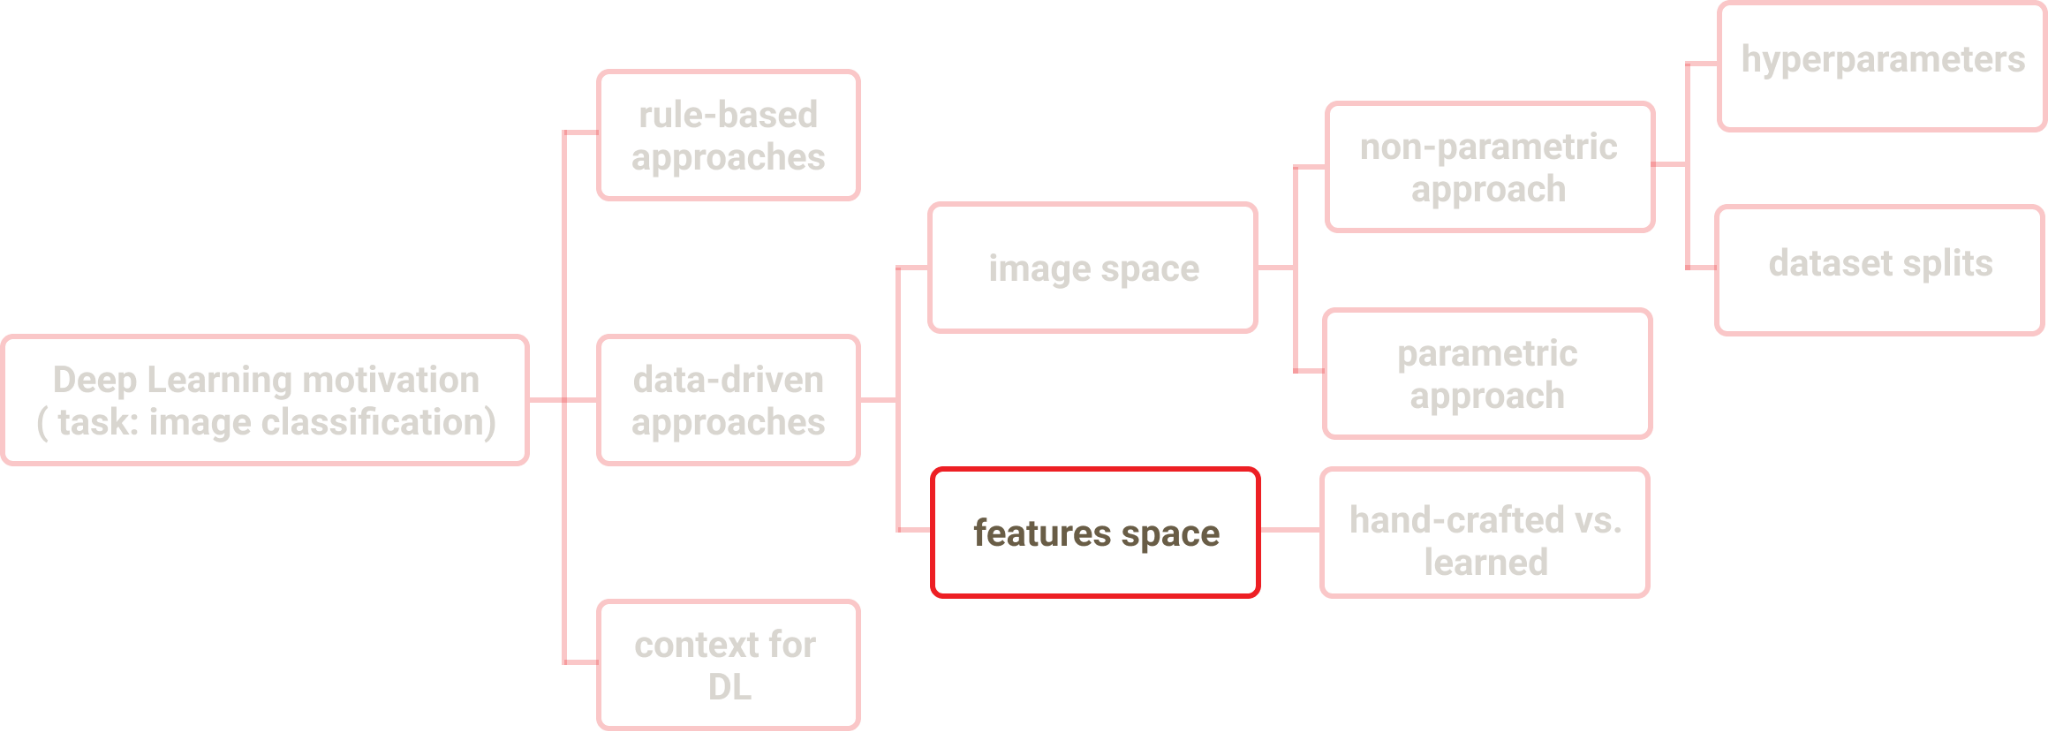 Deep Learning motivation
( task: image classification)
rule-based
approaches
data-driven
approaches
context for
DL
image space
features space
non-parametric
approach
parametric
approach
hand-crafted vs.
learned
hyperparameters
dataset splits